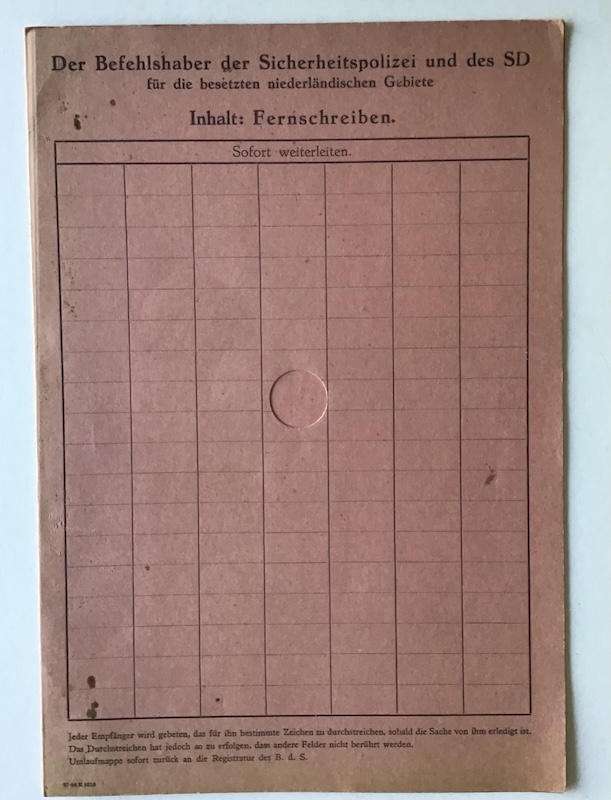 Der Befehlshaber der Sicherheitspolizei und des SD
für die besetzten niederländischen Gebiete
Inhalt: Fernschreiben.
Sofort weiterleiten.
Jeder Empfänger wird gebeten, das für ihn bestimmte Zeichen zu durchstreichen, sobald die Sache von ihm erledigt ist.
Das Durchstreichen hat jedoch so zu erfolgen, dass andere Felder nicht berührt werden.
Umlaufmappe sofort zurück an die Registratur des B. d. S.